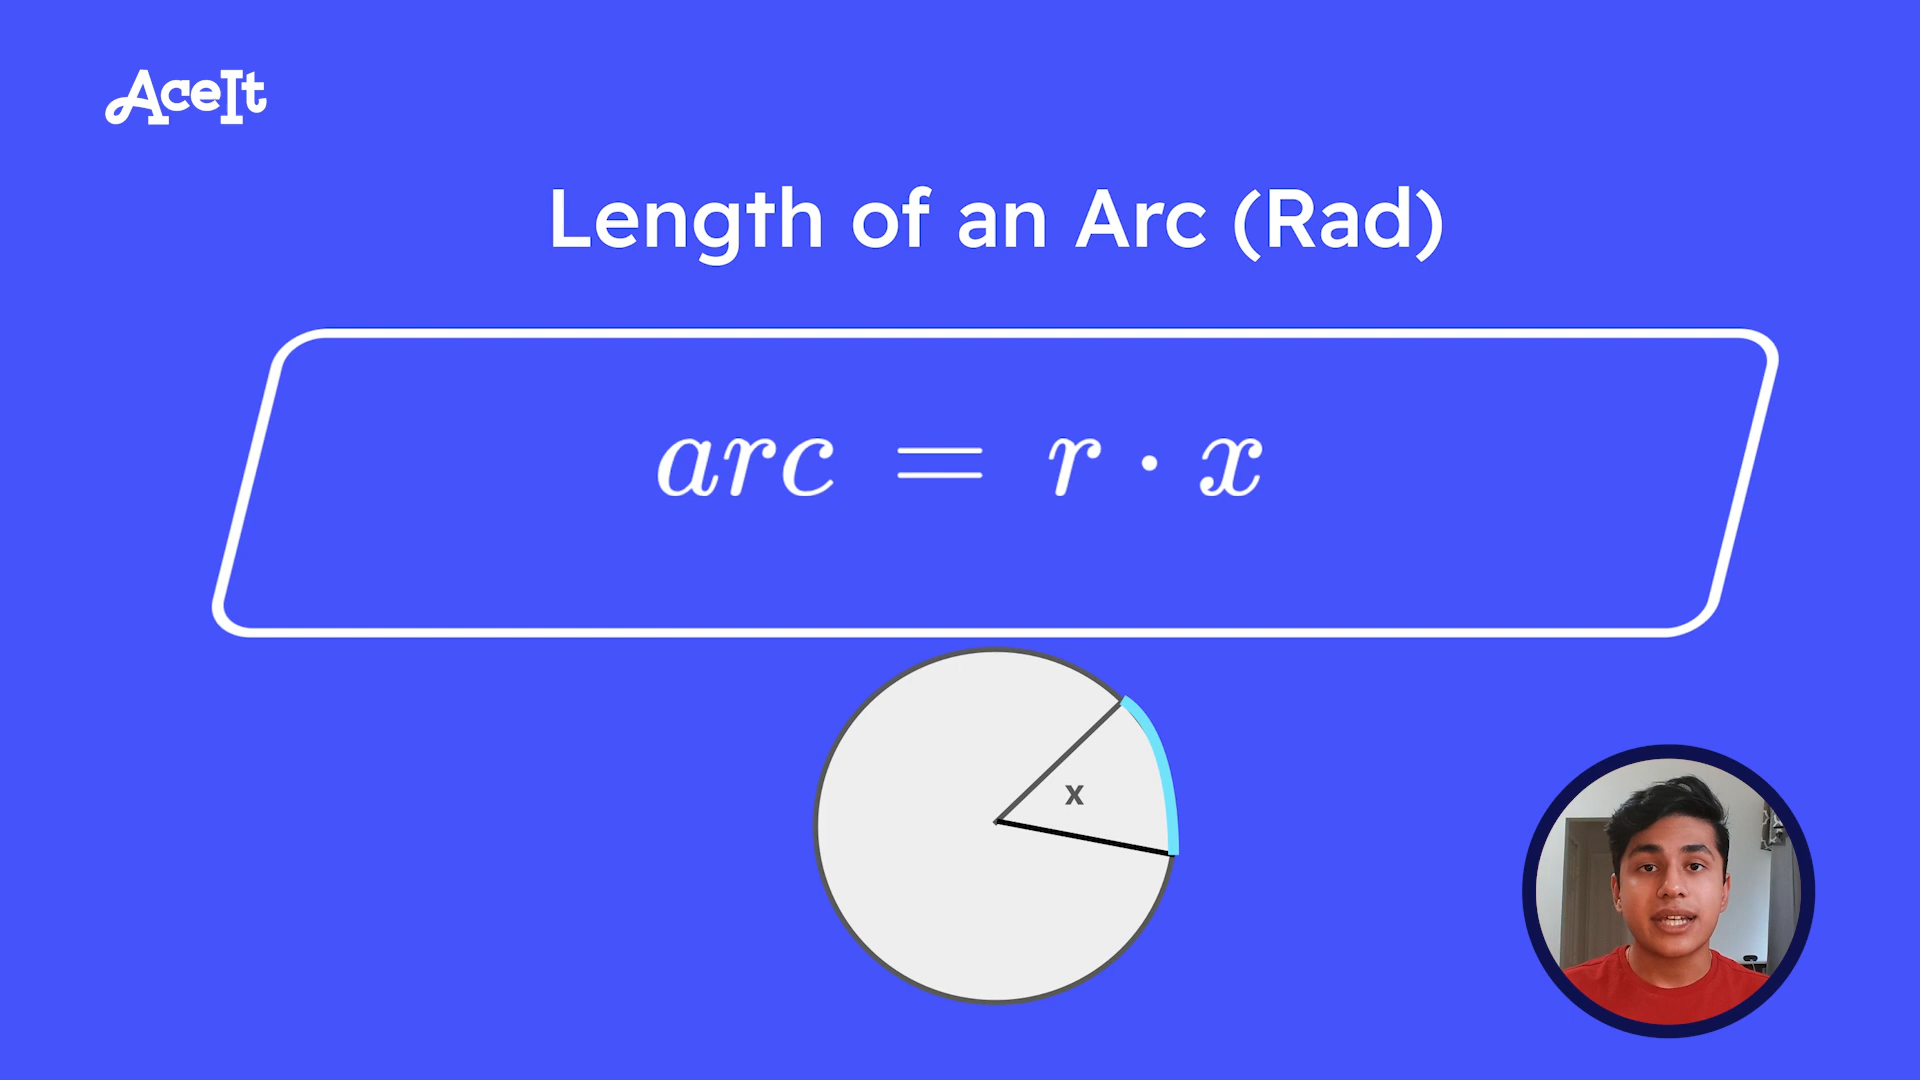 AceIt
Length of an Arc (Rad)
arc = r · x
x